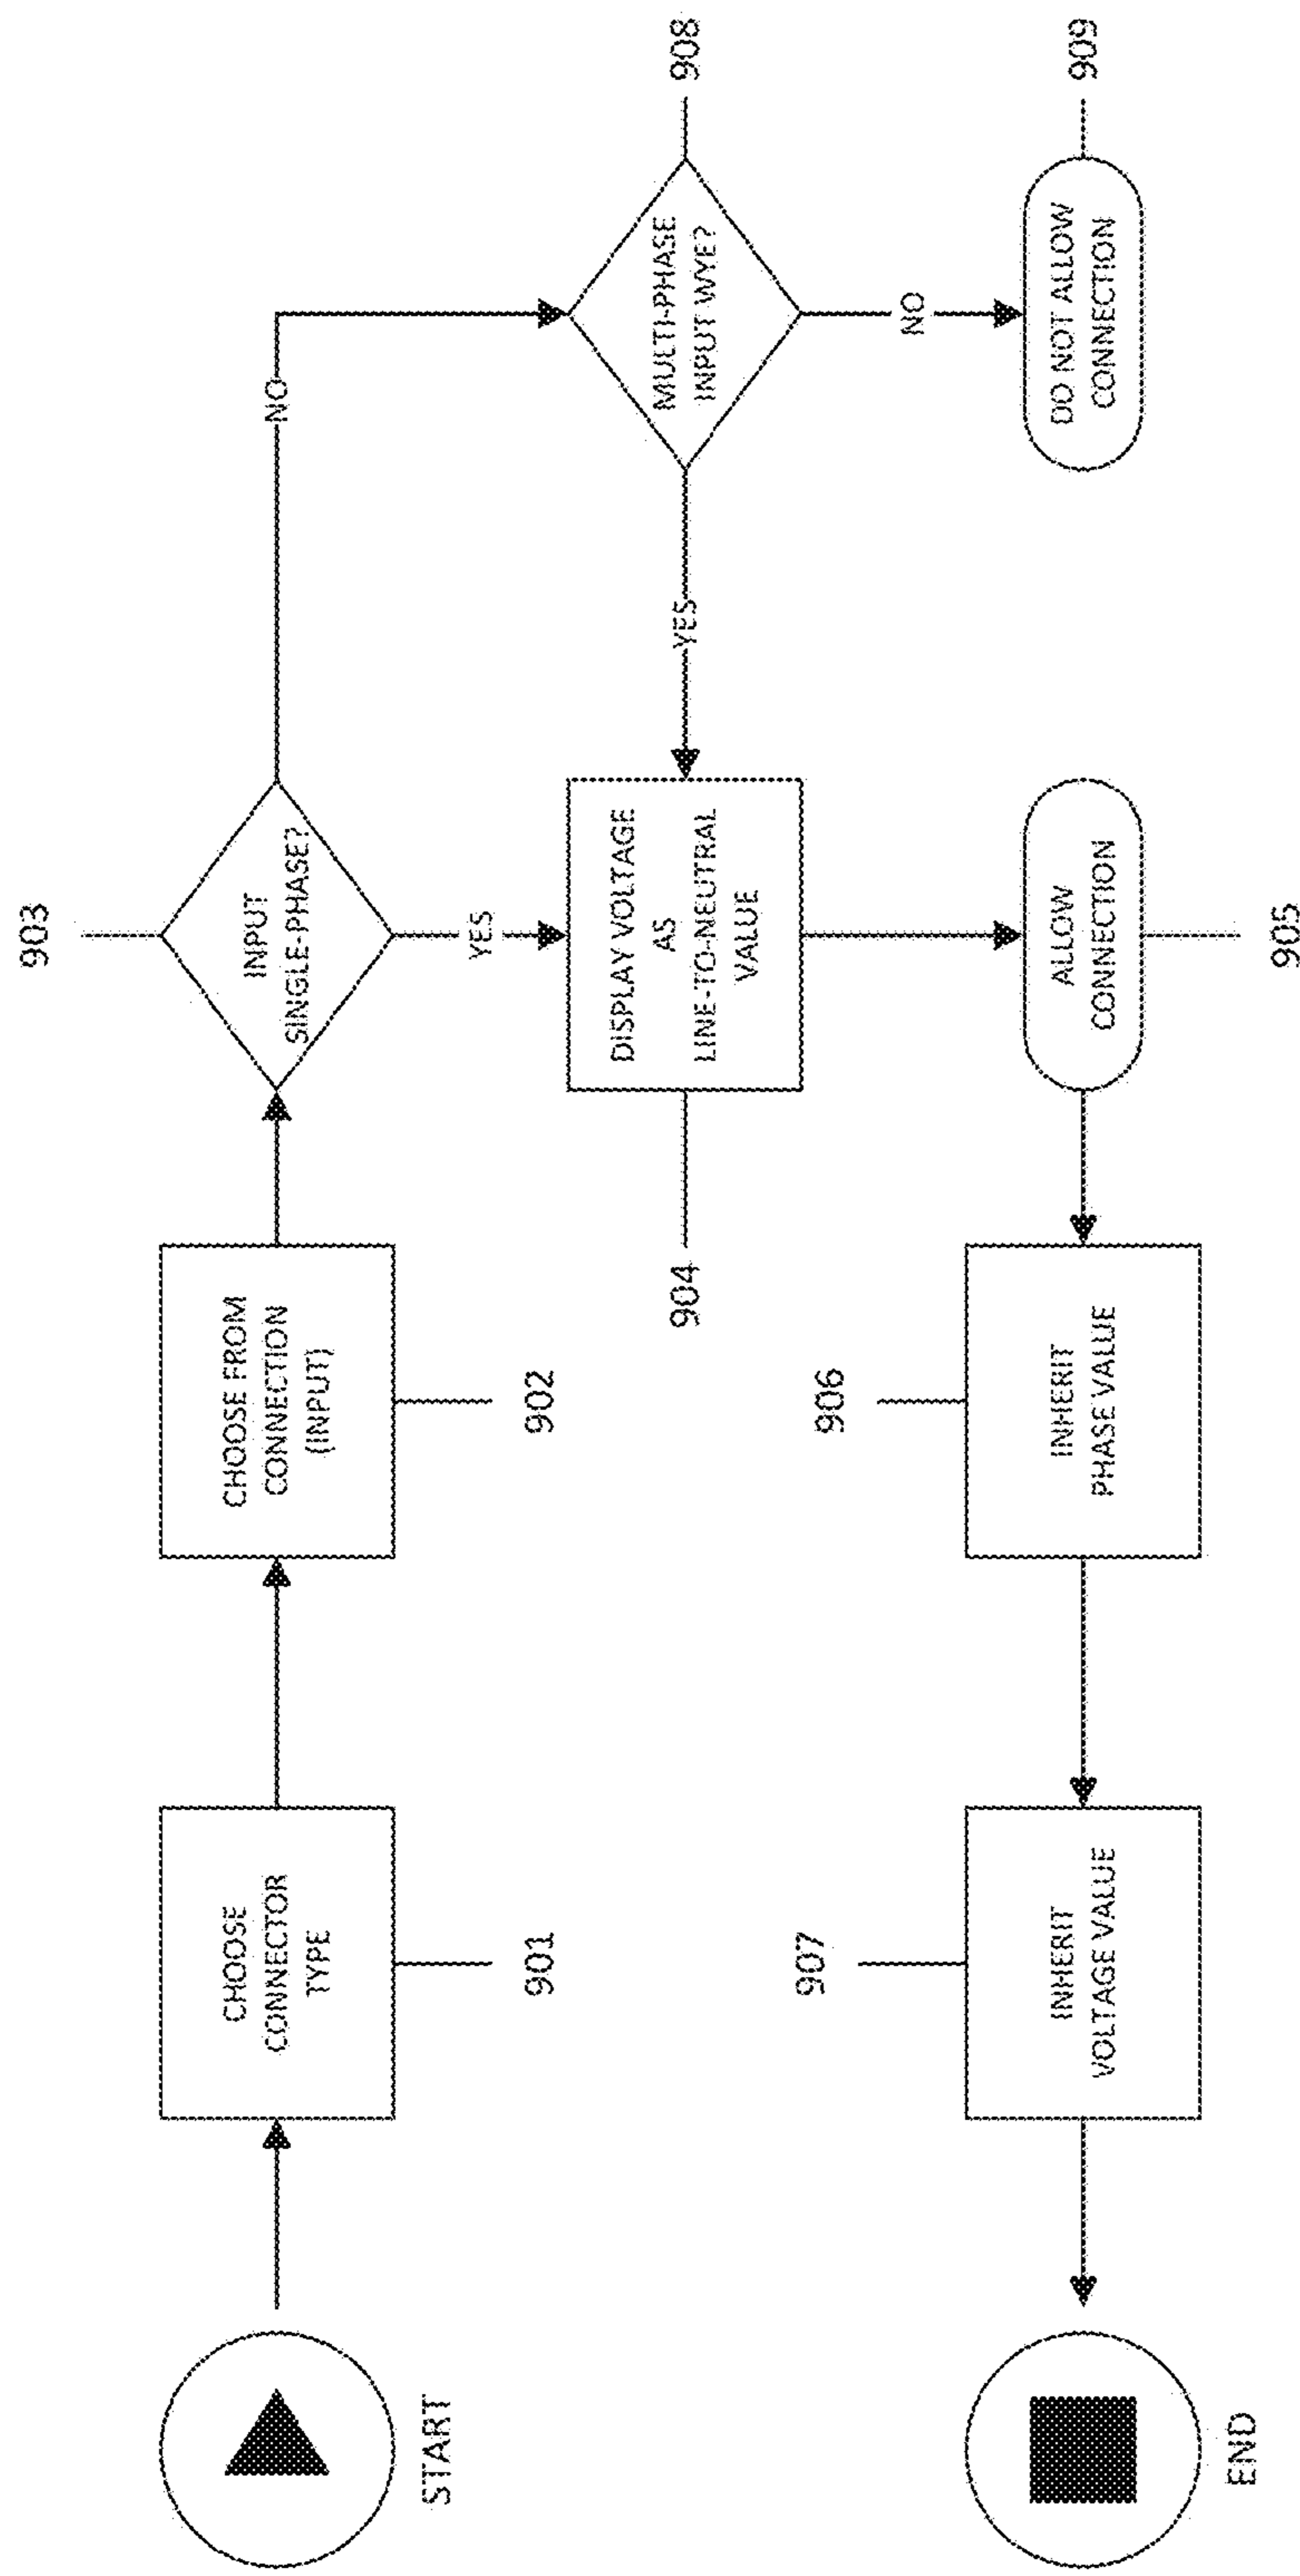 START
CHOOSE
CONNECTOR
TYPE
901
CHOOSE FROM
CONNECTION
(INPUT)
902
INPUT
SINGLE-PHASE?
903
NO
YES
DISPLAY VOLTAGE
AS
LINE-TO-NEUTRAL
VALUE
904
YES
MULTI-PHASE
INPUT WYE?
908
NO
END
INHERIT
VOLTAGE VALUE
907
INHERIT
PHASE VALUE
906
ALLOW
CONNECTION
905
DO NOT ALLOW
CONNECTION
909